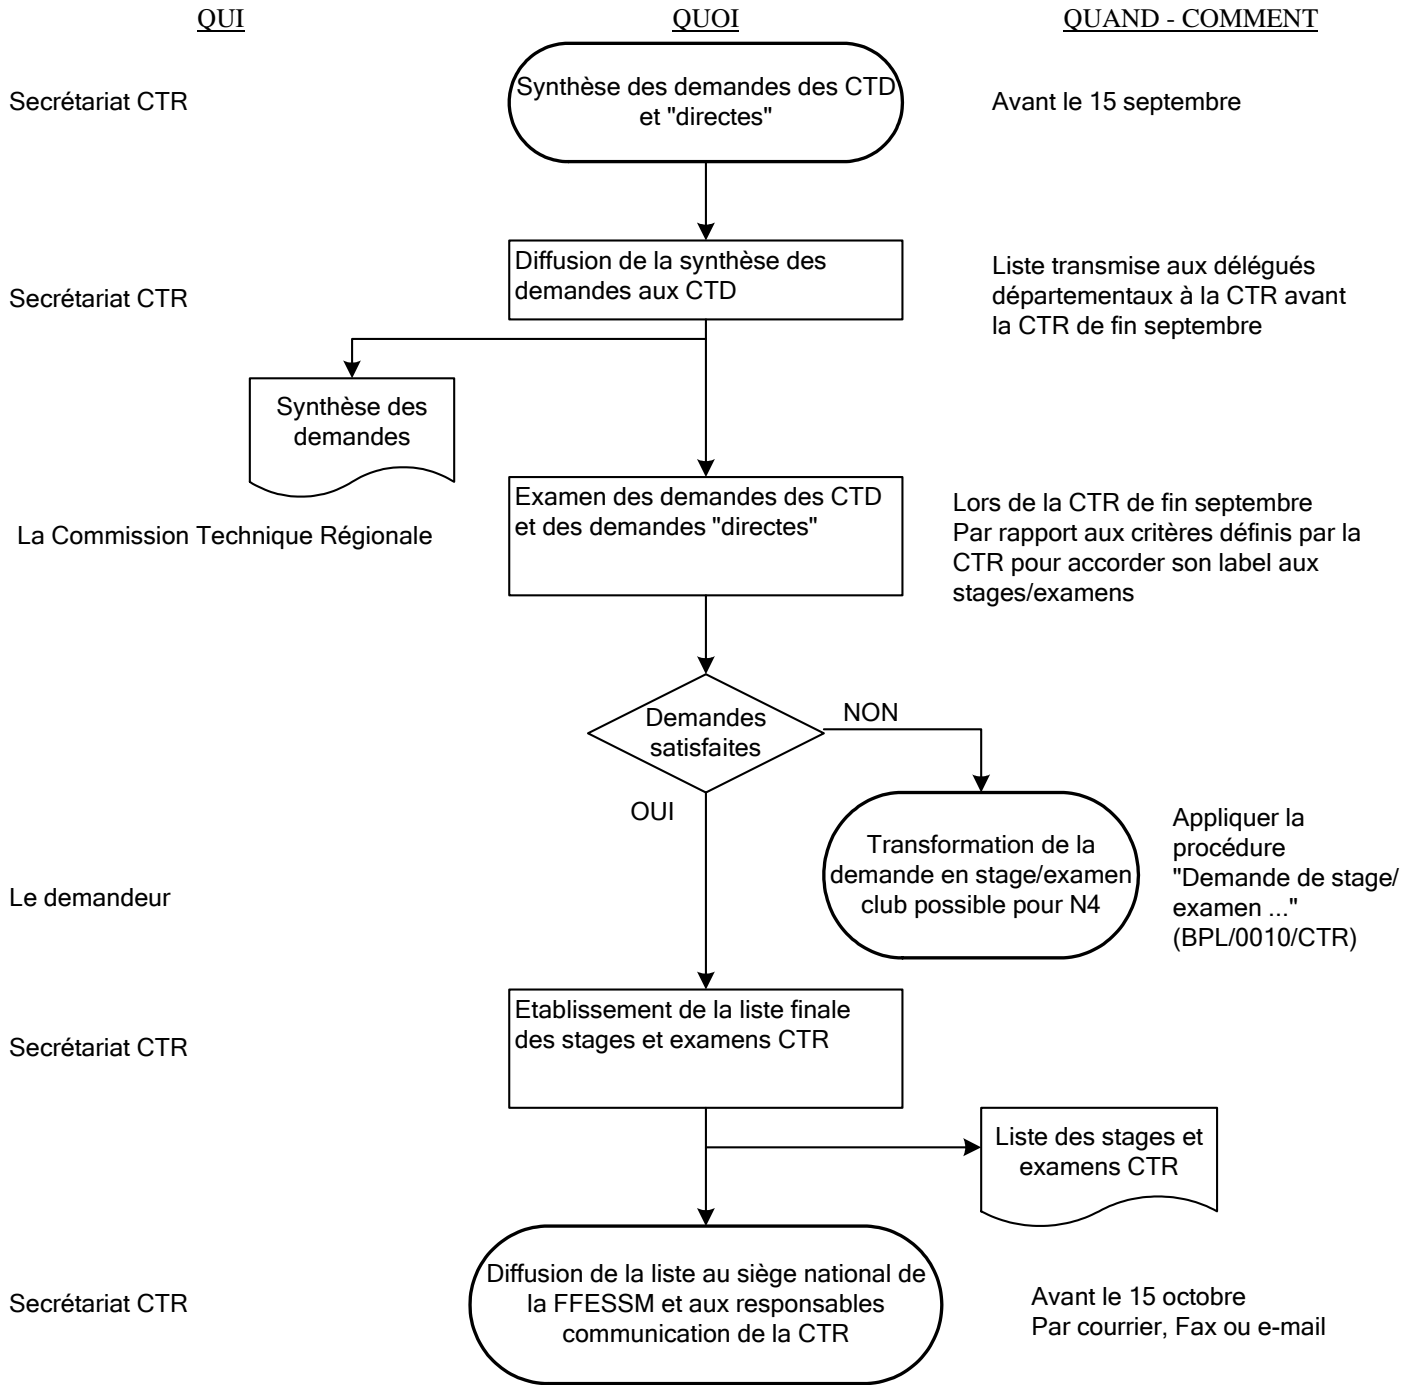 QUI
QUOI
QUAND - COMMENT
Secrétariat CTR
Synthèse des demandes des CTD
et "directes"
Avant le 15 septembre
Secrétariat CTR
Diffusion de la synthèse des
demandes aux CTD
Liste transmise aux délégués
départementaux à la CTR avant
la CTR de fin septembre
Synthèse des
demandes
La Commission Technique Régionale
Examen des demandes des CTD
et des demandes "directes"
Lors de la CTR de fin septembre
Par rapport aux critères définis par la
CTR pour accorder son label aux
stages/examens
Demandes
satisfaites
NON
OUI
Le demandeur
Transformation de la
demande en stage/examen
club possible pour N4
Appliquer la
procédure
"Demande de stage/
examen ..."
(BPL/0010/CTR)
Secrétariat CTR
Etablissement de la liste finale
des stages et examens CTR
Liste des stages et
examens CTR
Secrétariat CTR
Diffusion de la liste au siège national de
la FFESSM et aux responsables
communication de la CTR
Avant le 15 octobre
Par courrier, Fax ou e-mail